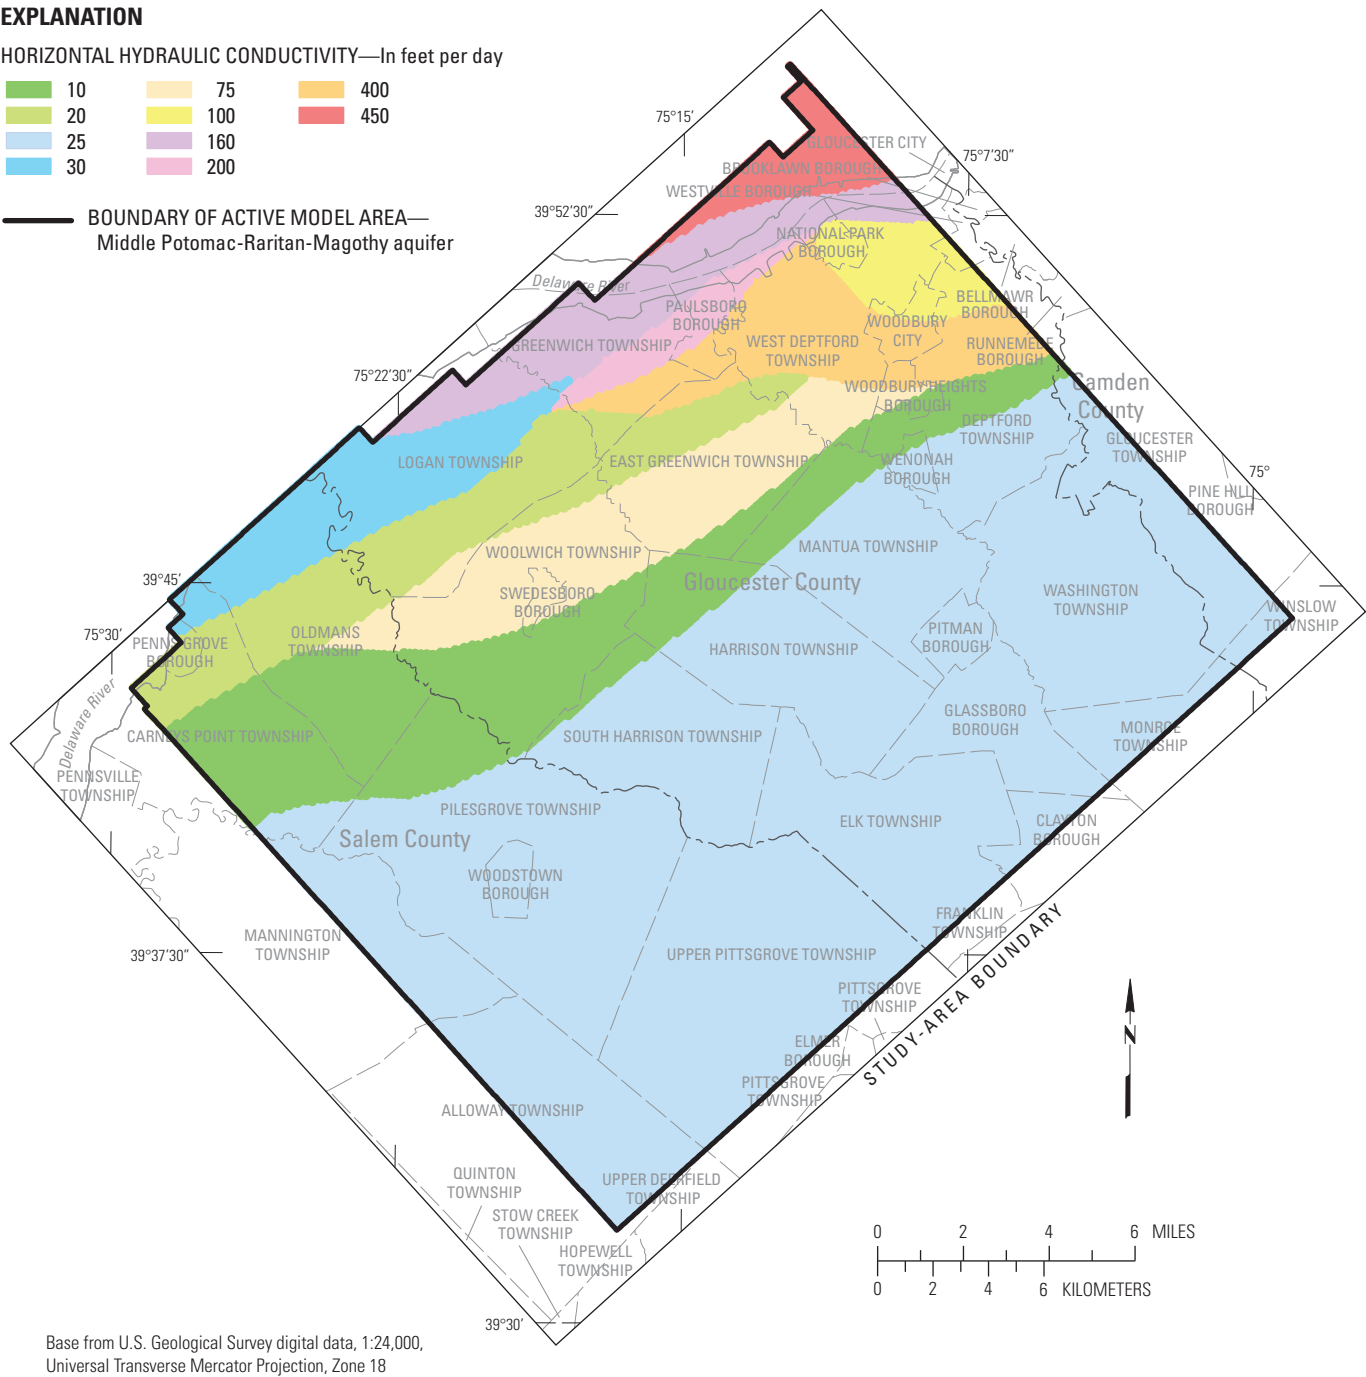 EXPLANATION
HORIZONTAL HYDRAULIC CONDUCTIVITY—In feet per day
10 75 400
20 100 450
25 160
30 200
BOUNDARY OF ACTIVE MODEL AREA—
Middle Potomac-Raritan-Magothy aquifer
75°15’
GLOUCESTER CITY
75°7’30”
BROOKLAWN BOROUGH
WESTVILLE BOROUGH
39°52’30”
NATIONAL PARK
BOROUGH
Delaware River
PAULSBORO
BOROUGH
BELLMAWR
BOROUGH
WOODBURY
CITY
GREENWICH TOWNSHIP
WEST DEPTFORD
TOWNSHIP
RUNNEMEDE
BOROUGH
75°22’30”
WOODBURY HEIGHTS
BOROUGH
Camden
County
DEPTFORD
TOWNSHIP
GLOUCESTER
TOWNSHIP
LOGAN TOWNSHIP
EAST GREENWICH TOWNSHIP
WENONAH
BOROUGH
75°
PINE HILL
BOROUGH
WOOLWICH TOWNSHIP
MANTUA TOWNSHIP
39°45’
Gloucester County
SWEDESBORO
BOROUGH
WASHINGTON
TOWNSHIP
WINSLOW
TOWNSHIP
75°30’
PENNS GROVE
BOROUGH
OLDMANS
TOWNSHIP
PITMAN
BOROUGH
HARRISON TOWNSHIP
Delaware River
GLASSBORO
BOROUGH
CARNEYS POINT TOWNSHIP
SOUTH HARRISON TOWNSHIP
MONROE
TOWNSHIP
PENNSVILLE
TOWNSHIP
PILESGROVE TOWNSHIP
ELK TOWNSHIP
CLAYTON
BOROUGH
Salem County
WOODSTOWN
BOROUGH
FRANKLIN
TOWNSHIP
MANNINGTON
TOWNSHIP
39°37’30”
UPPER PITTSGROVE TOWNSHIP
STUDY-AREA BOUNDARY
PITTSGROVE
TOWNSHIP
N
ELMER
BOROUGH
PITTSGROVE
TOWNSHIP
ALLOWAY TOWNSHIP
QUINTON
TOWNSHIP
UPPER DEERFIELD
TOWNSHIP
STOW CREEK
TOWNSHIP
HOPEWELL
TOWNSHIP
0 2 4 6 MILES
0 2 4 6 KILOMETERS
39°30’
Base from U.S. Geological Survey digital data, 1:24,000,
Universal Transverse Mercator Projection, Zone 18